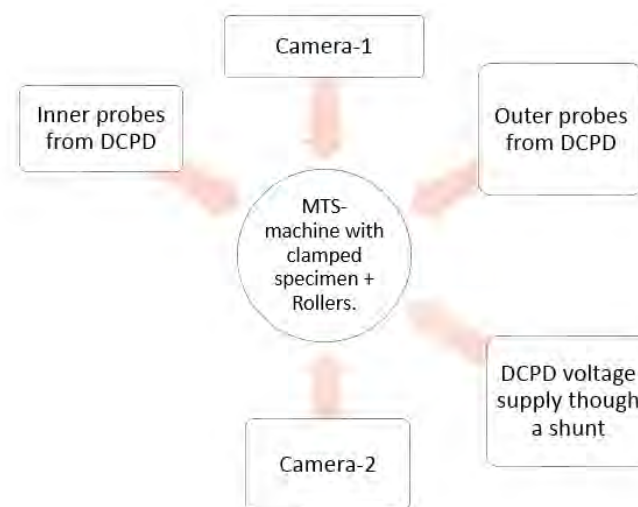 Camera-1
Inner probes
from DCPD
Outer probes
from DCPD
MTS-
machine with
clamped
specimen +
Rollers.
DCPD voltage
supply though
a shunt
Camera-2